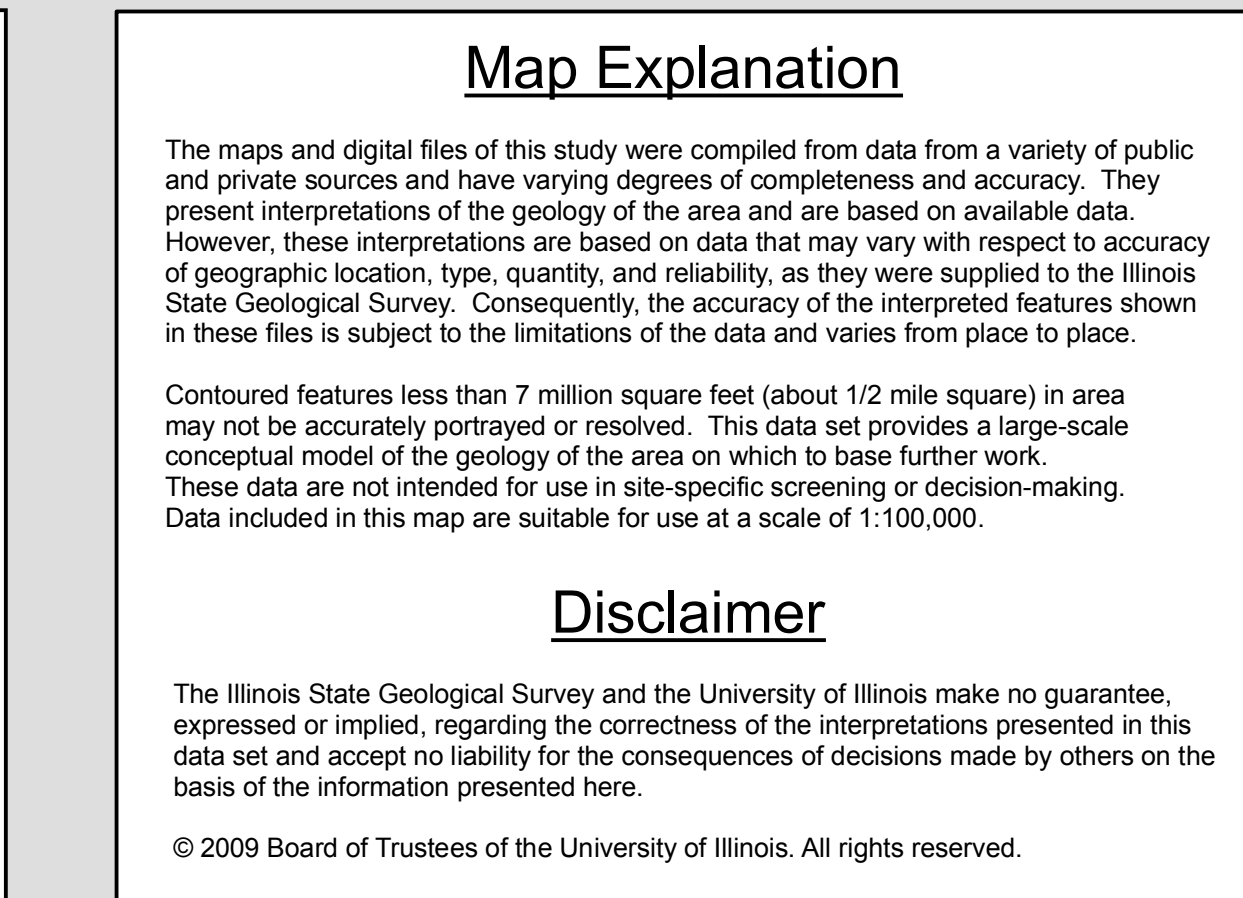 Map Explanation
The maps and digital files of this study were compiled from data from a variety of public
and private sources and have varying degrees of completeness and accuracy.  They
present interpretations of the geology of the area and are based on available data.
However, these interpretations are based on data that may vary with respect to accuracy
of geographic location, type, quantity, and reliability, as they were supplied to the Illinois
State Geological Survey.  Consequently, the accuracy of the interpreted features shown
in these files is subject to the limitations of the data and varies from place to place.
Contoured features less than 7 million square feet (about 1/2 mile square) in area
may not be accurately portrayed or resolved.  This data set provides a large-scale
conceptual model of the geology of the area on which to base further work.
These data are not intended for use in site-specific screening or decision-making.
Data included in this map are suitable for use at a scale of 1:100,000.
Disclaimer
The Illinois State Geological Survey and the University of Illinois make no guarantee,
expressed or implied, regarding the correctness of the interpretations presented in this
data set and accept no liability for the consequences of decisions made by others on the
basis of the information presented here.
© 2009 Board of Trustees of the University of Illinois. All rights reserved.